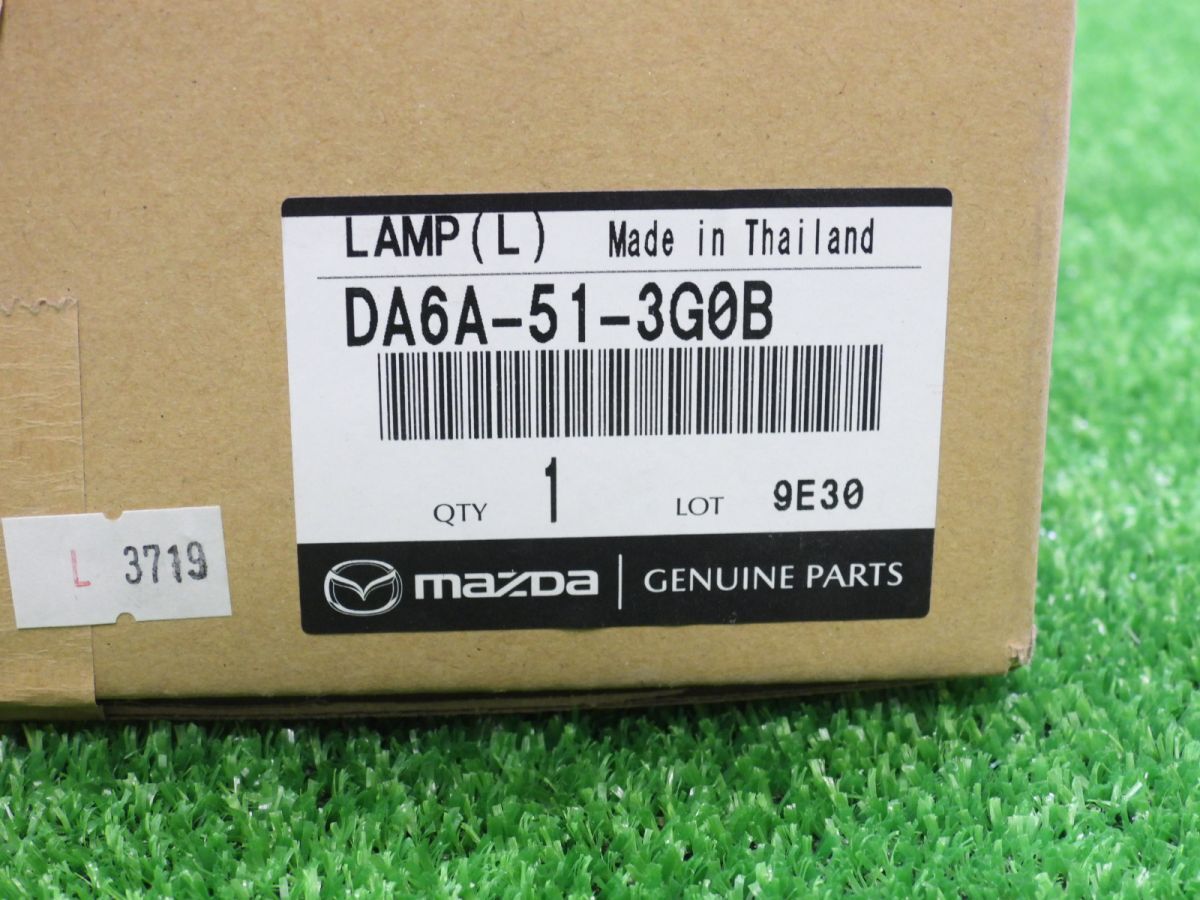 LAMP(L) Made in Thailand
DA6A-51-3G0B
QTY 1 LOT 9E30
mazda GENUINE PARTS
L 3719